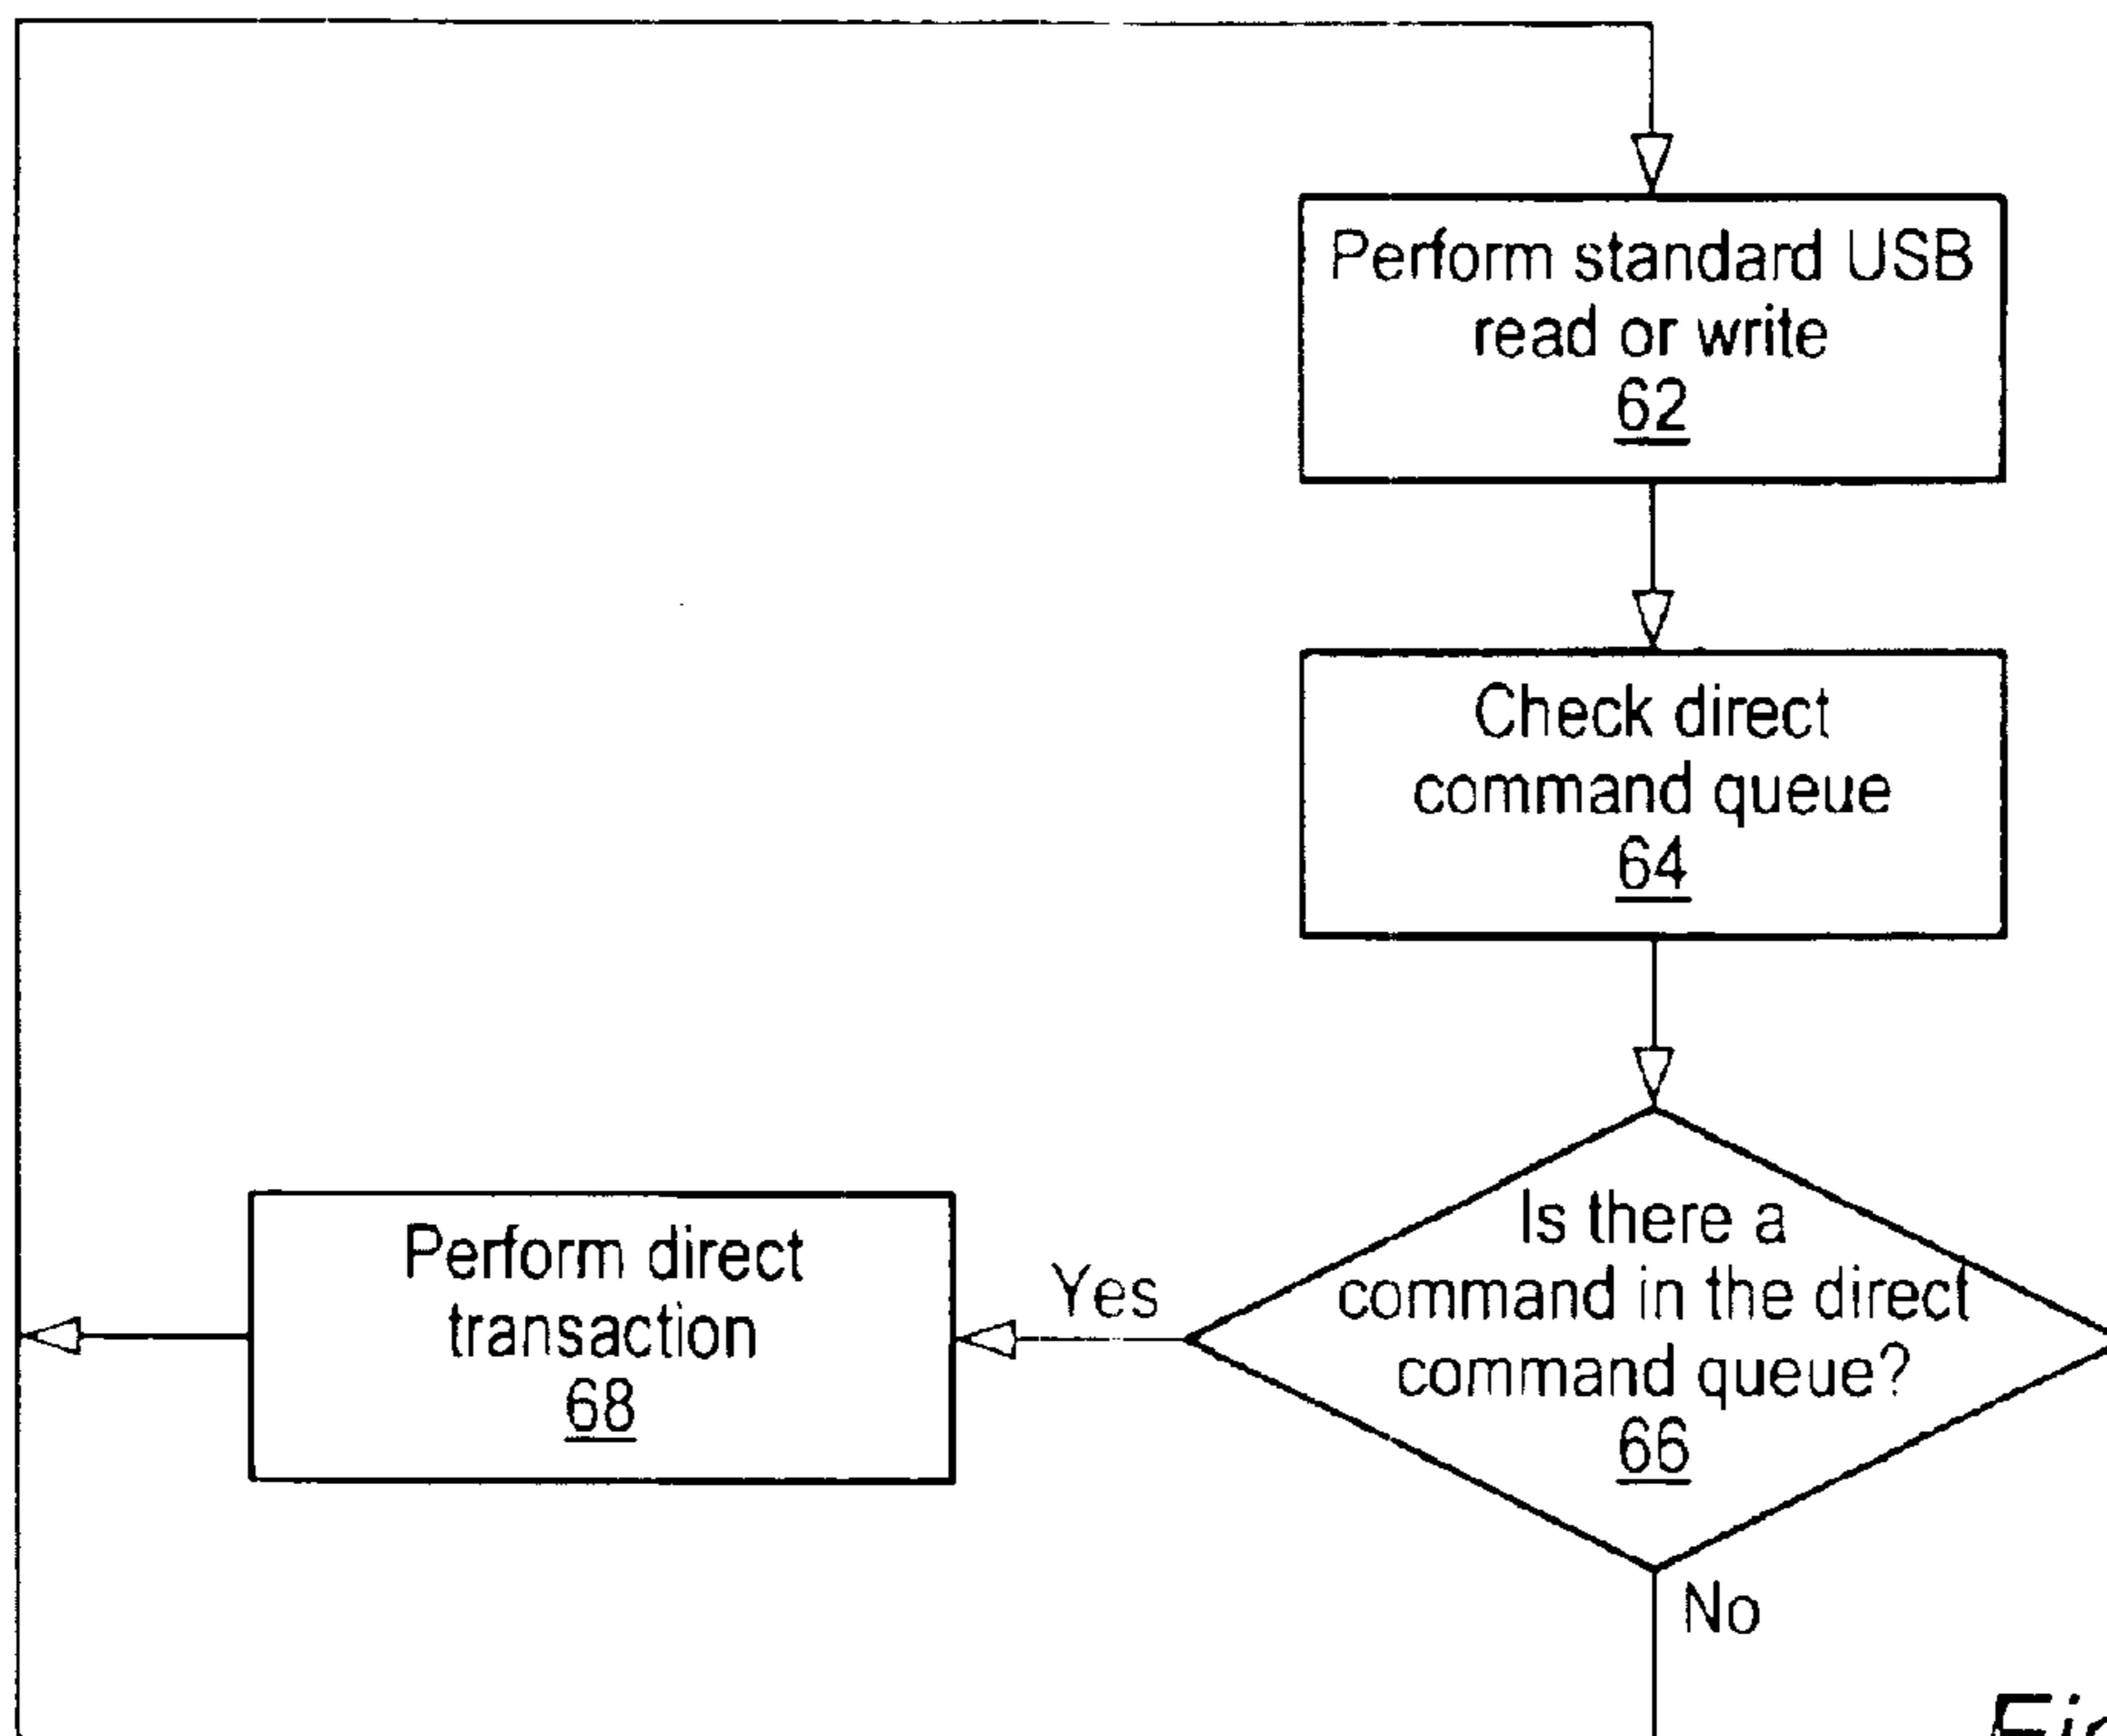 Perform standard USB
read or write
62
Check direct
command queue
64
Is there a
command in the direct
command queue?
66
Yes
Perform direct
transaction
68
No